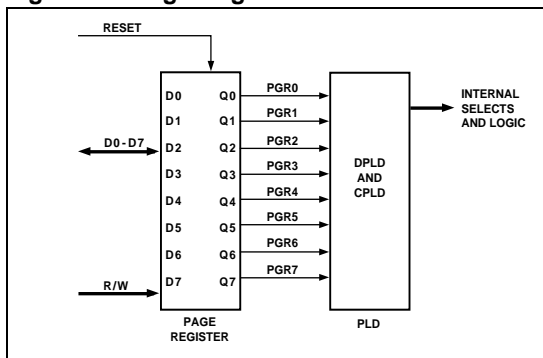 RESET
D0-D7
R/W
D0 Q0
D1 Q1
D2 Q2
D3 Q3
D4 Q4
D5 Q5
D6 Q6
D7 Q7
PAGE
REGISTER
PGR0
PGR1
PGR2
PGR3
PGR4
PGR5
PGR6
PGR7
DPLD
AND
CPLD
PLD
INTERNAL
SELECTS
AND LOGIC